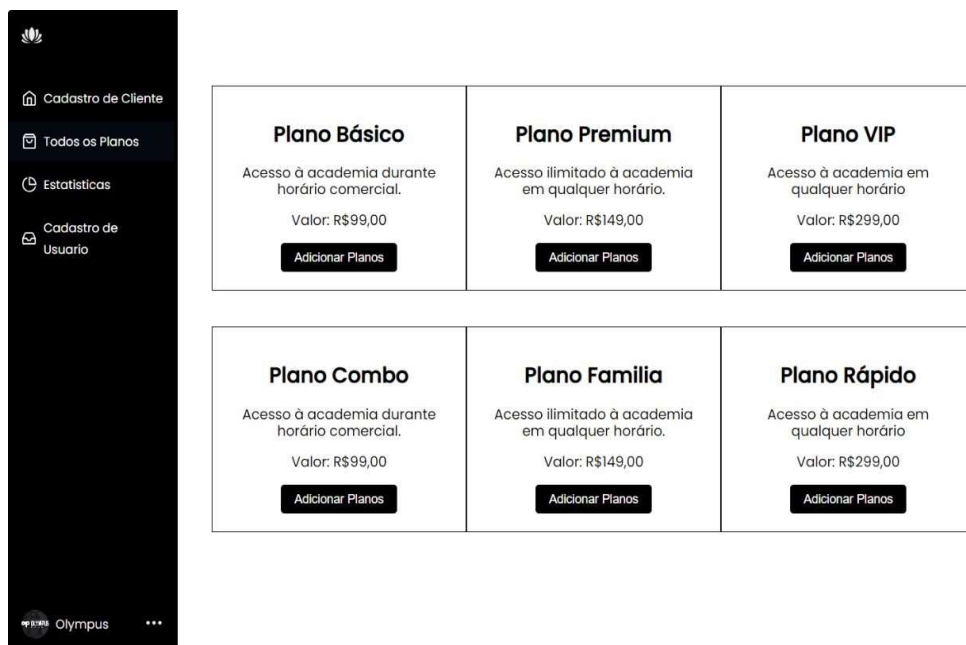 Cadastro de Cliente
Todos os Planos
Estatisticas
Cadastro de
Usuario
Olympus
Plano Básico
Acesso à academia durante
horário comercial.
Valor: R$99,00
Adicionar Planos
Plano Premium
Acesso ilimitado à academia
em qualquer horário.
Valor: R$149,00
Adicionar Planos
Plano VIP
Acesso à academia em
qualquer horário
Valor: R$299,00
Adicionar Planos
Plano Combo
Acesso à academia durante
horário comercial.
Valor: R$99,00
Adicionar Planos
Plano Familia
Acesso ilimitado à academia
em qualquer horário.
Valor: R$149,00
Adicionar Planos
Plano Rápido
Acesso à academia em
qualquer horário
Valor: R$299,00
Adicionar Planos